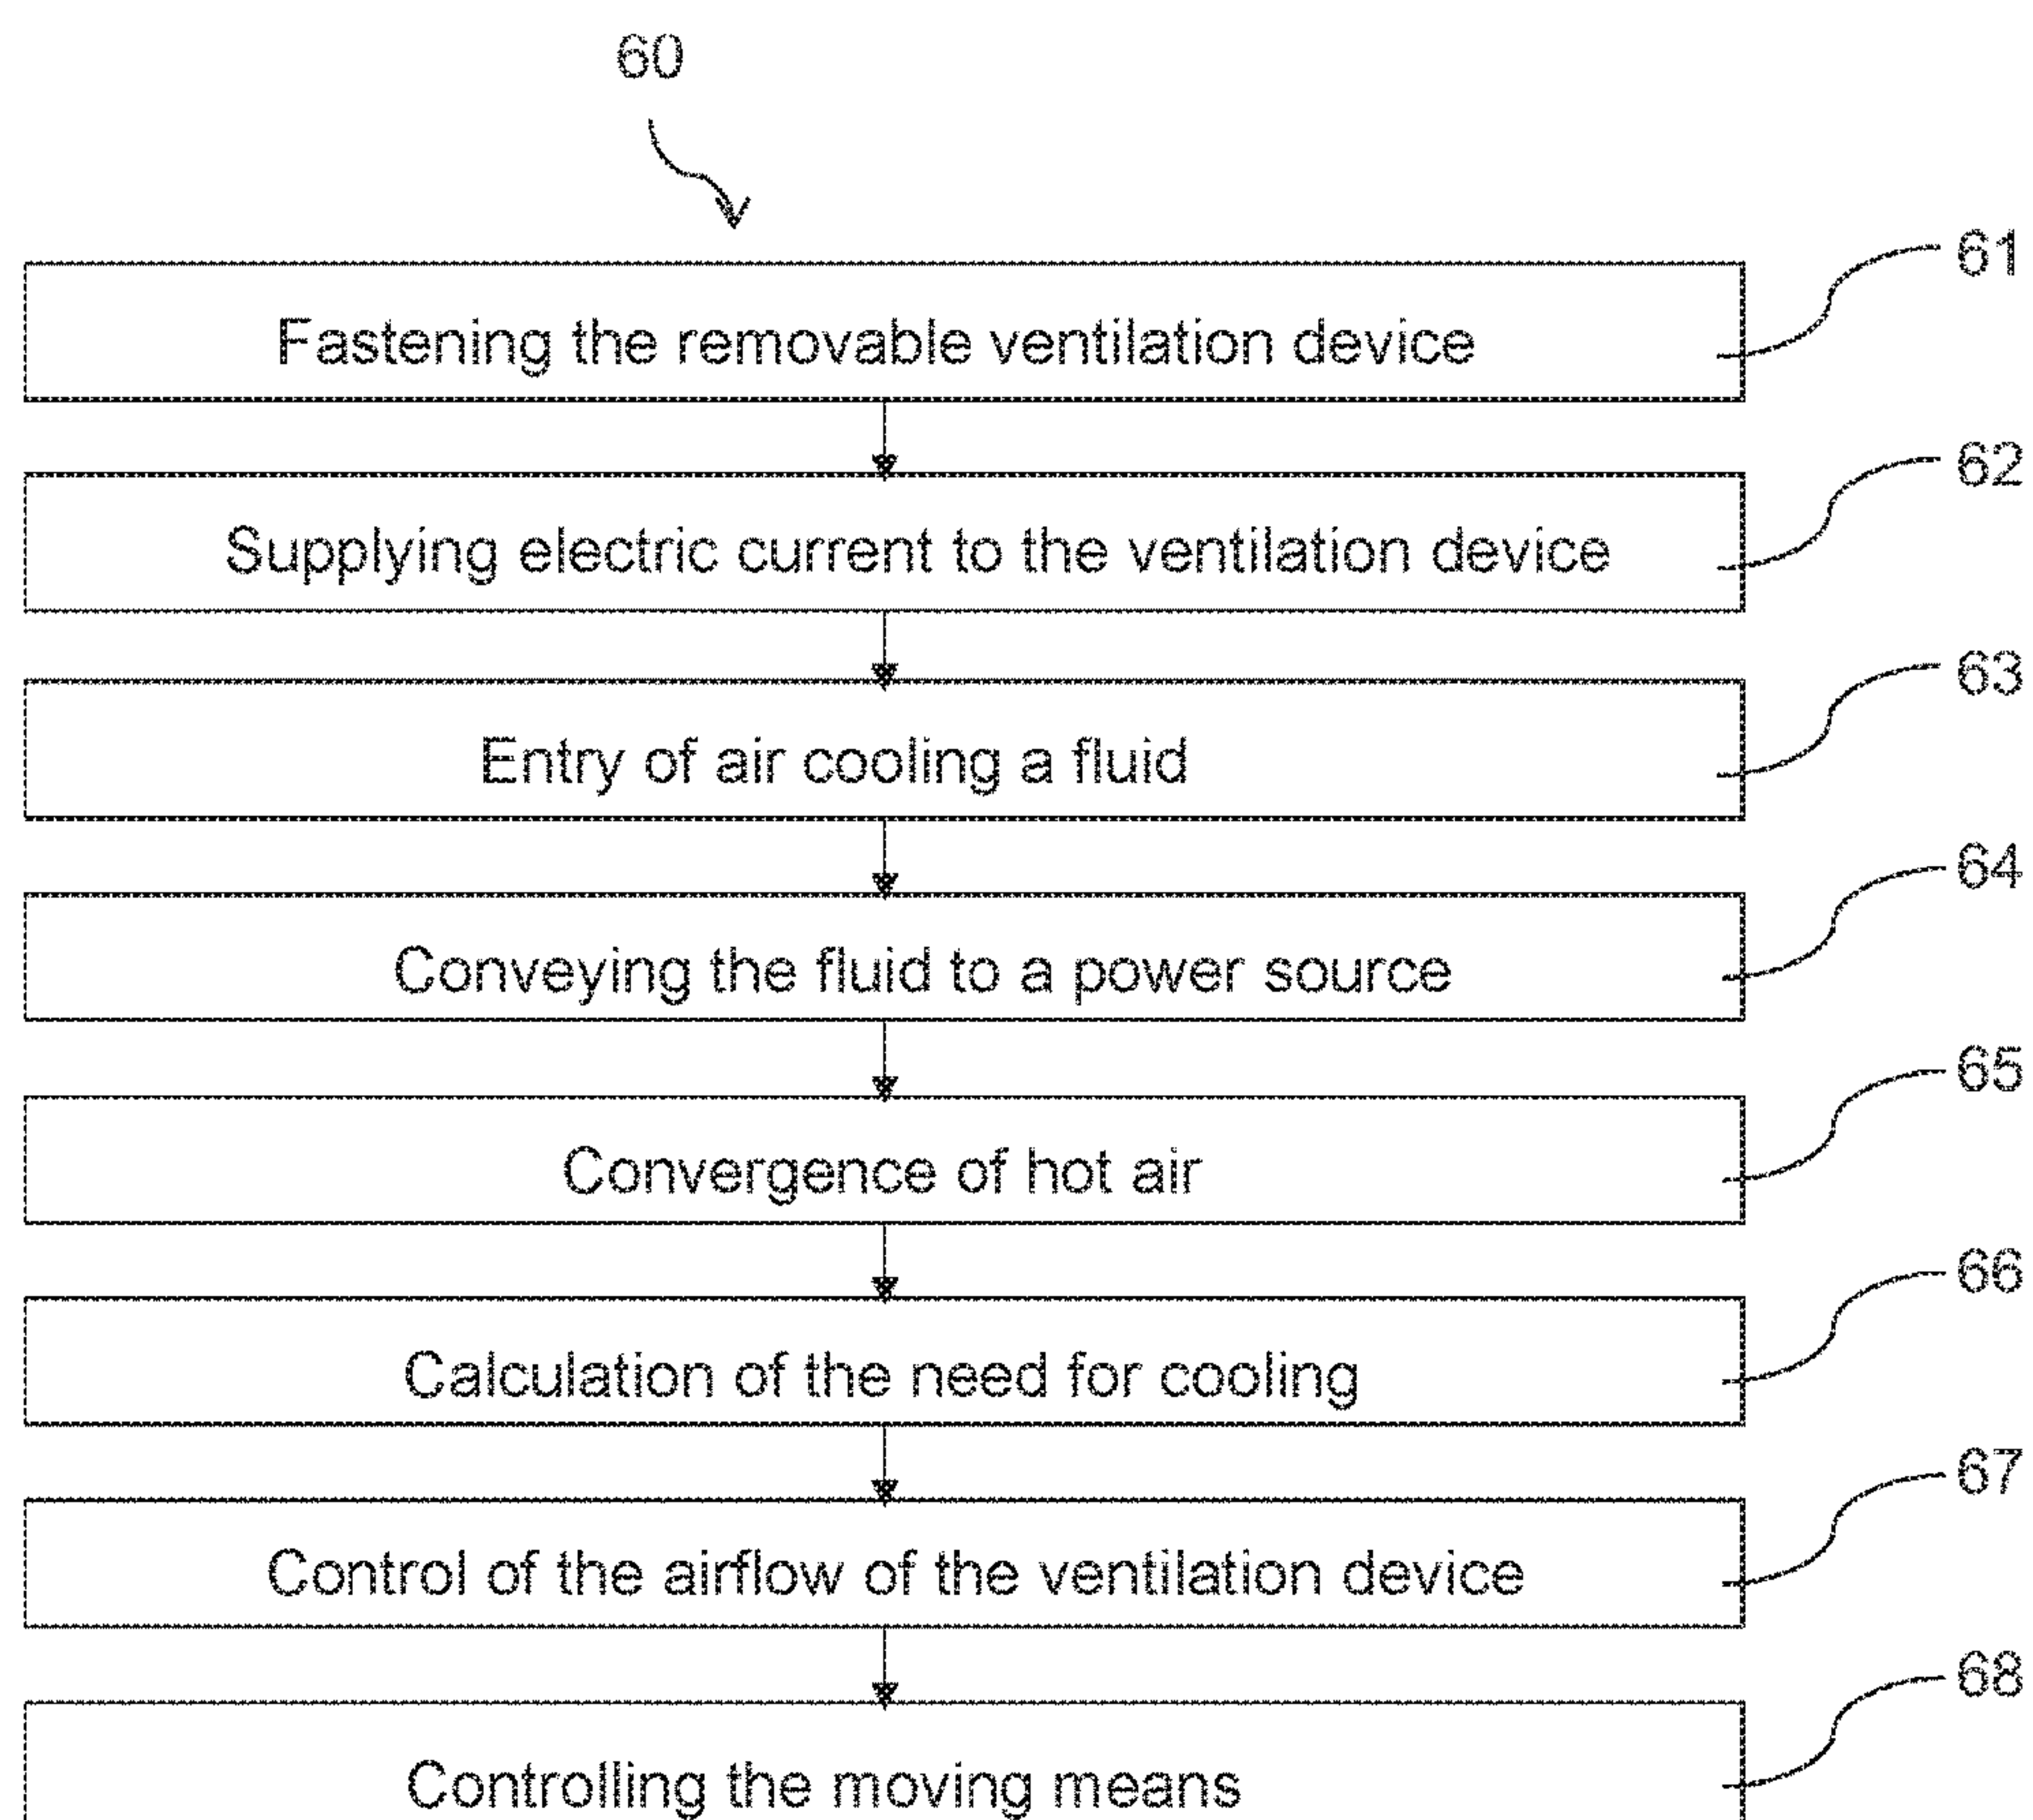 60
Fastening the removable ventilation device
61
Supplying electric current to the ventilation device
62
Entry of air cooling a fluid
63
Conveying the fluid to a power source
64
Convergence of hot air
65
Calculation of the need for cooling
66
Control of the airflow of the ventilation device
67
Controlling the moving means
68